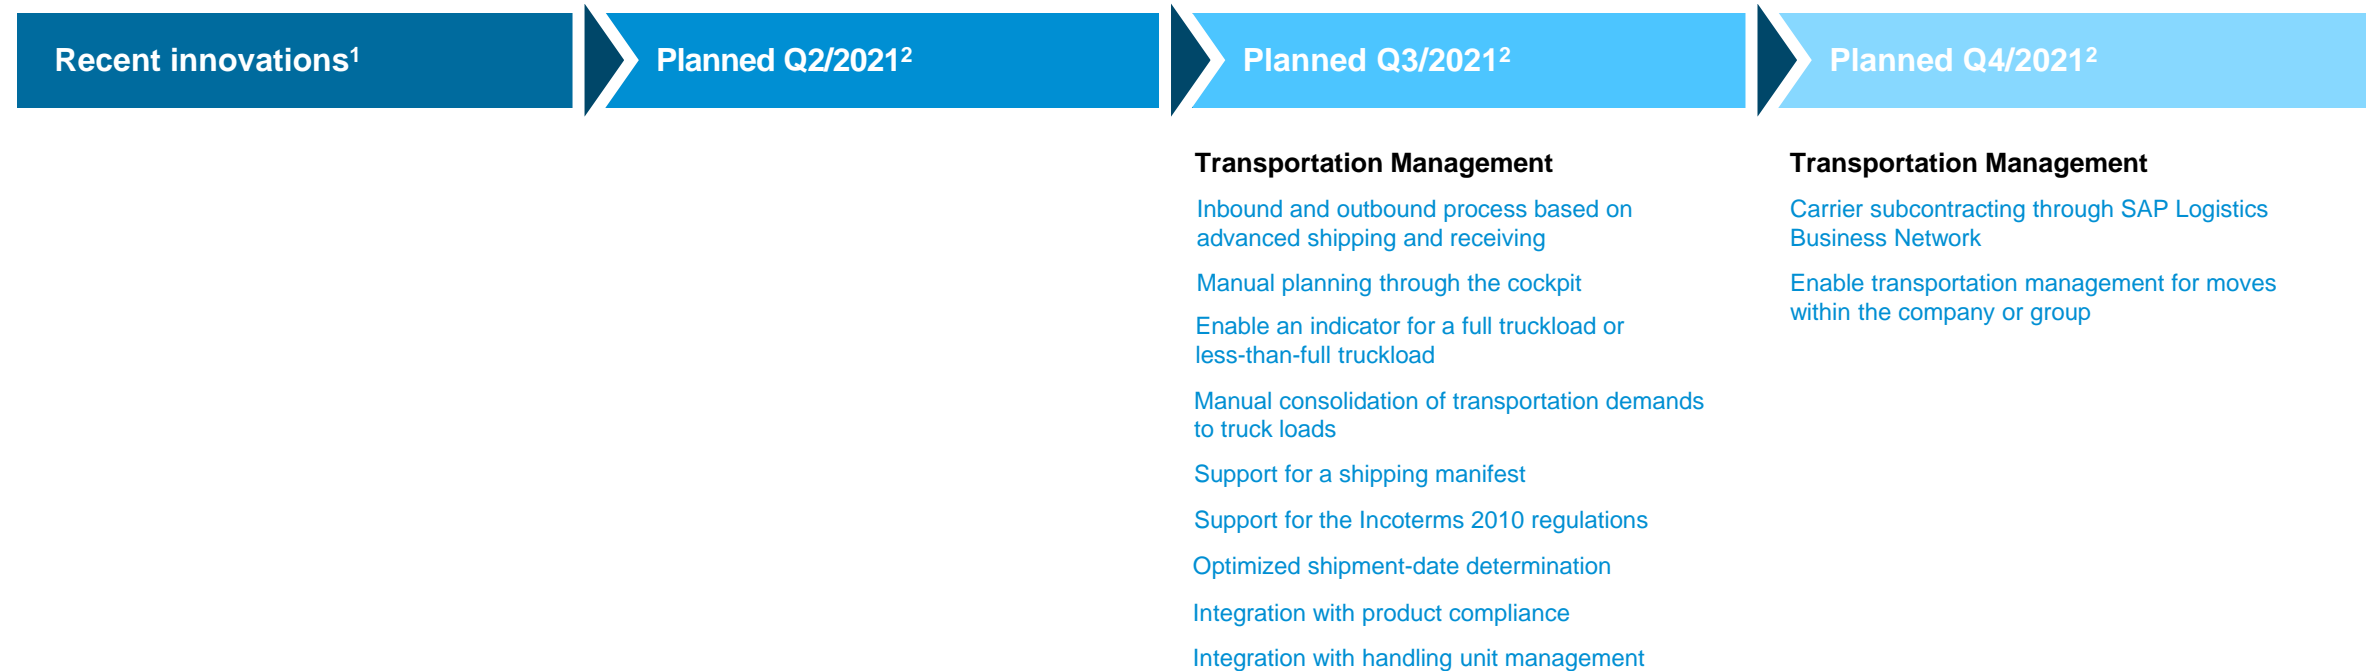 Recent innovations1
Planned Q2/20212
Planned Q3/20212
Planned Q4/20212
Transportation Management
Inbound and outbound process based on
advanced shipping and receiving
Manual planning through the cockpit
Enable an indicator for a full truckload or
less-than-full truckload
Manual consolidation of transportation demands
to truck loads
Support for a shipping manifest
Support for the Incoterms 2010 regulations
Optimized shipment-date determination
Integration with product compliance
Integration with handling unit management
Transportation Management
Carrier subcontracting through SAP Logistics
Business Network
Enable transportation management for moves
within the company or group